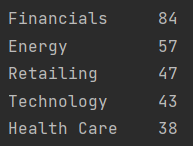 Financials     84
Energy         57
Retailing      47
Technology     43
Health Care    38